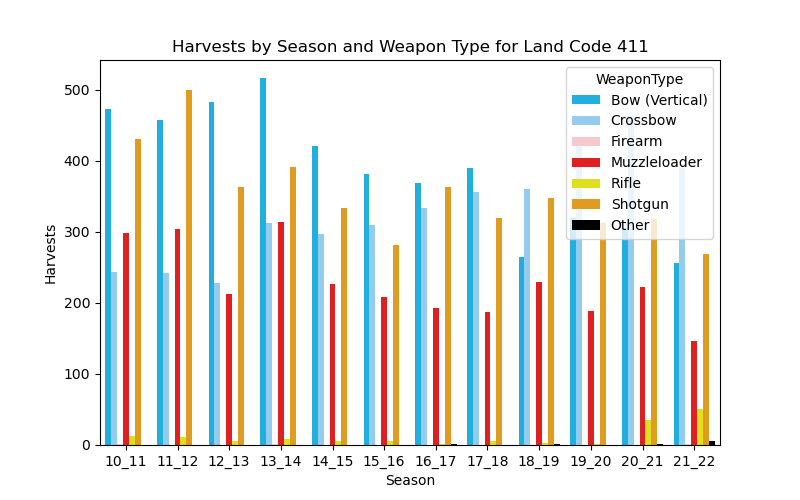 Harvests by Season and Weapon Type for Land Code 411
WeaponType
Bow (Vertical)
Crossbow
Firearm
Muzzleloader
Rifle
Shotgun
Other
Harvests
500
400
300
200
100
0
10_11 11_12 12_13 13_14 14_15 15_16 16_17 17_18 18_19 19_20 20_21 21_22
Season